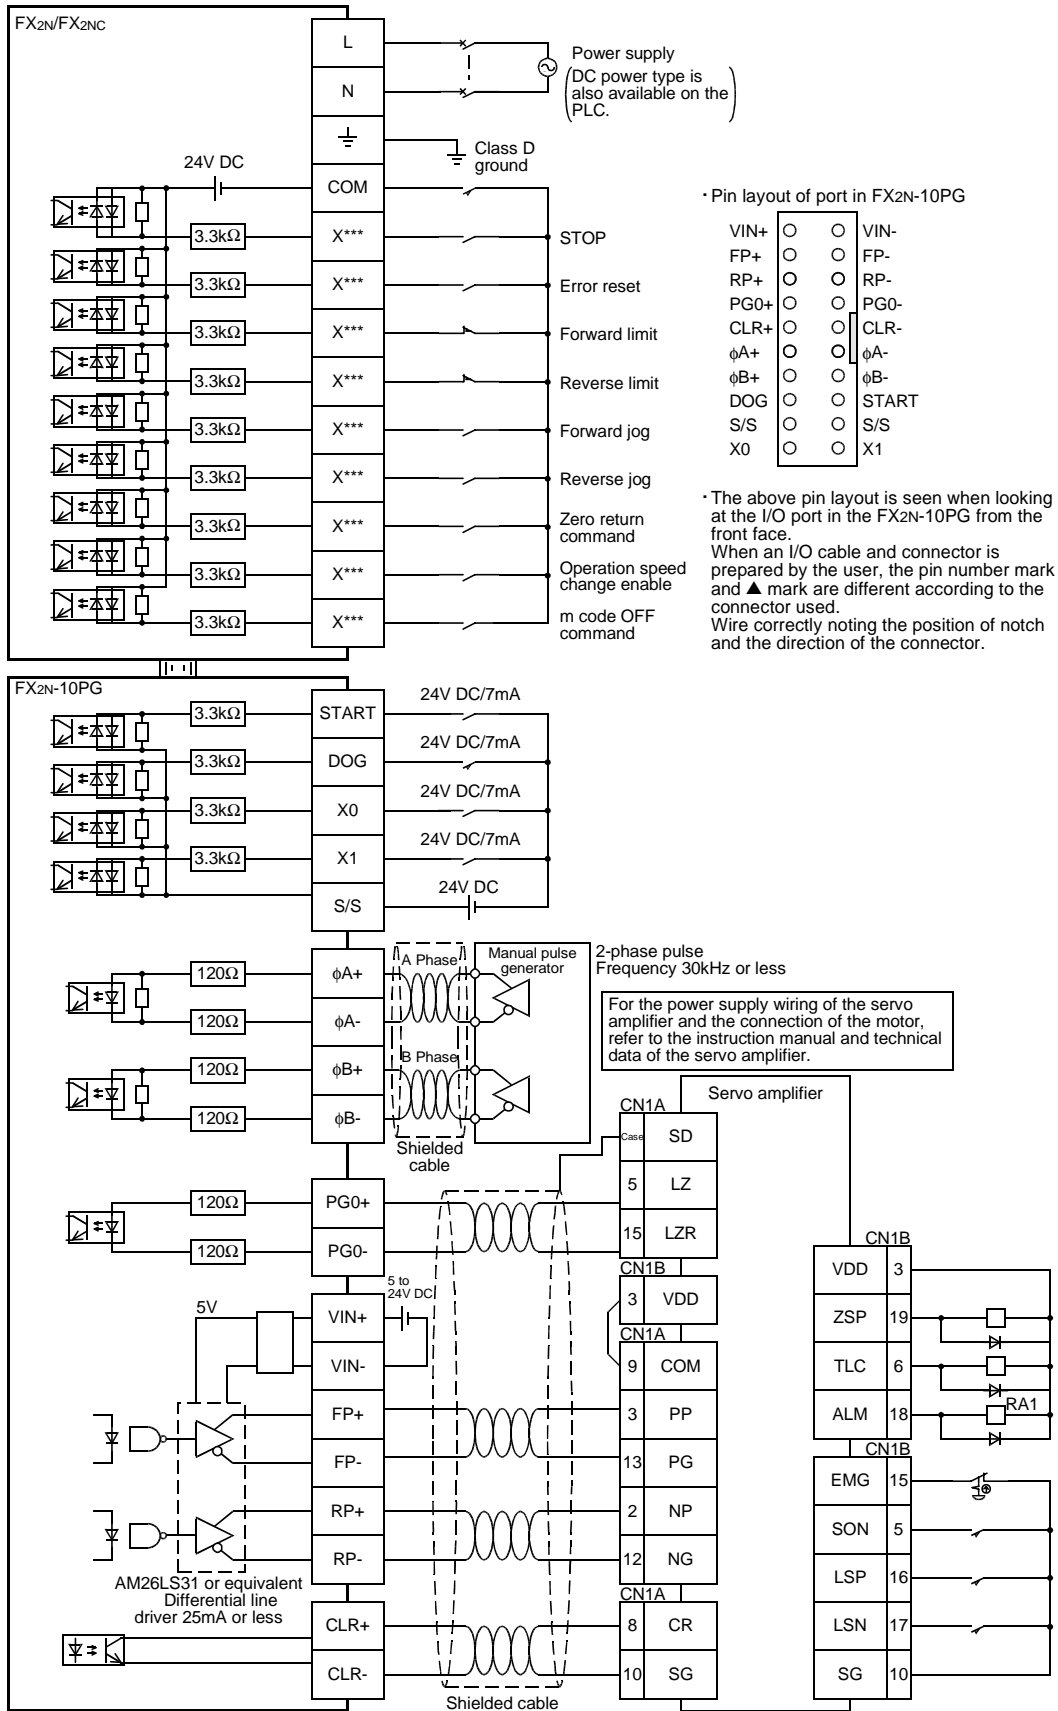 FX2N/FX2NC
L
N
Power supply
DC power type is
also available on the
PLC.
Class D
ground
24V DC
COM
3.3kΩ
X***
STOP
3.3kΩ
X***
Error reset
3.3kΩ
X***
Forward limit
3.3kΩ
X***
Reverse limit
3.3kΩ
X***
Forward jog
3.3kΩ
X***
Reverse jog
3.3kΩ
X***
Zero return
command
3.3kΩ
X***
Operation speed
change enable
3.3kΩ
X***
m code OFF
command
・Pin layout of port in FX2N-10PG
VIN+ VIN-
FP+ FP-
RP+ RP-
PG0+ PG0-
CLR+ CLR-
ϕA+ ϕA-
ϕB+ ϕB-
DOG START
S/S S/S
X0 X1
・The above pin layout is seen when looking
at the I/O port in the FX2N-10PG from the
front face.
When an I/O cable and connector is
prepared by the user, the pin number mark
and ▲ mark are different according to the
connector used.
Wire correctly noting the position of notch
and the direction of the connector.
FX2N-10PG
3.3kΩ
START
24V DC/7mA
3.3kΩ
DOG
24V DC/7mA
3.3kΩ
X0
24V DC/7mA
3.3kΩ
X1
24V DC/7mA
S/S
24V DC
120Ω
ϕA+
A Phase
120Ω
ϕA-
120Ω
ϕB+
B Phase
120Ω
ϕB-
Shielded
cable
Manual pulse
generator
2-phase pulse
Frequency 30kHz or less
For the power supply wiring of the servo
amplifier and the connection of the motor,
refer to the instruction manual and technical
data of the servo amplifier.
Servo amplifier
120Ω
PG0+
120Ω
PG0-
5V
VIN+
5 to
24V DC
VIN-
FP+
FP-
RP+
RP-
AM26LS31 or equivalent
Differential line
driver 25mA or less
CLR+
CLR-
Shielded cable
CN1A
Case SD
5 LZ
15 LZR
CN1B
3 VDD
CN1A
9 COM
3 PP
13 PG
2 NP
12 NG
CN1A
8 CR
10 SG
CN1B
VDD 3
ZSP 19
TLC 6
ALM 18
RA1
CN1B
EMG 15
SON 5
LSP 16
LSN 17
SG 10